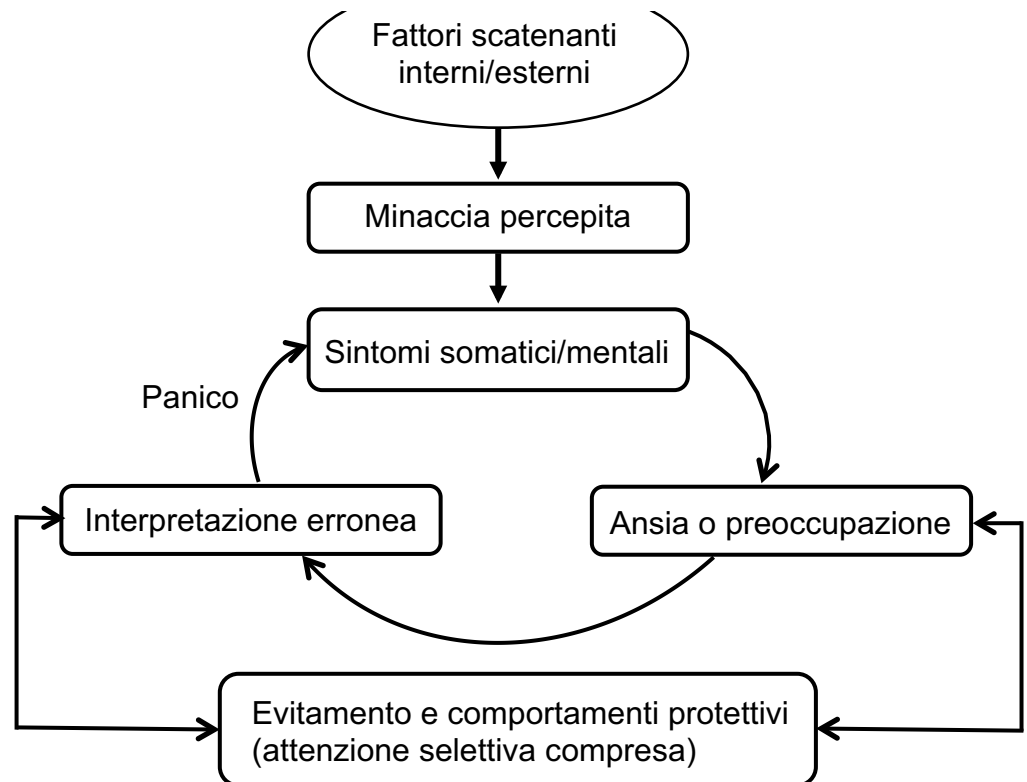 Fattori scatenanti
interni/esterni
Minaccia percepita
Sintomi somatici/mentali
Panico
Interpretazione erronea
Ansia o preoccupazione
Evitamento e comportamenti protettivi
(attenzione selettiva compresa)